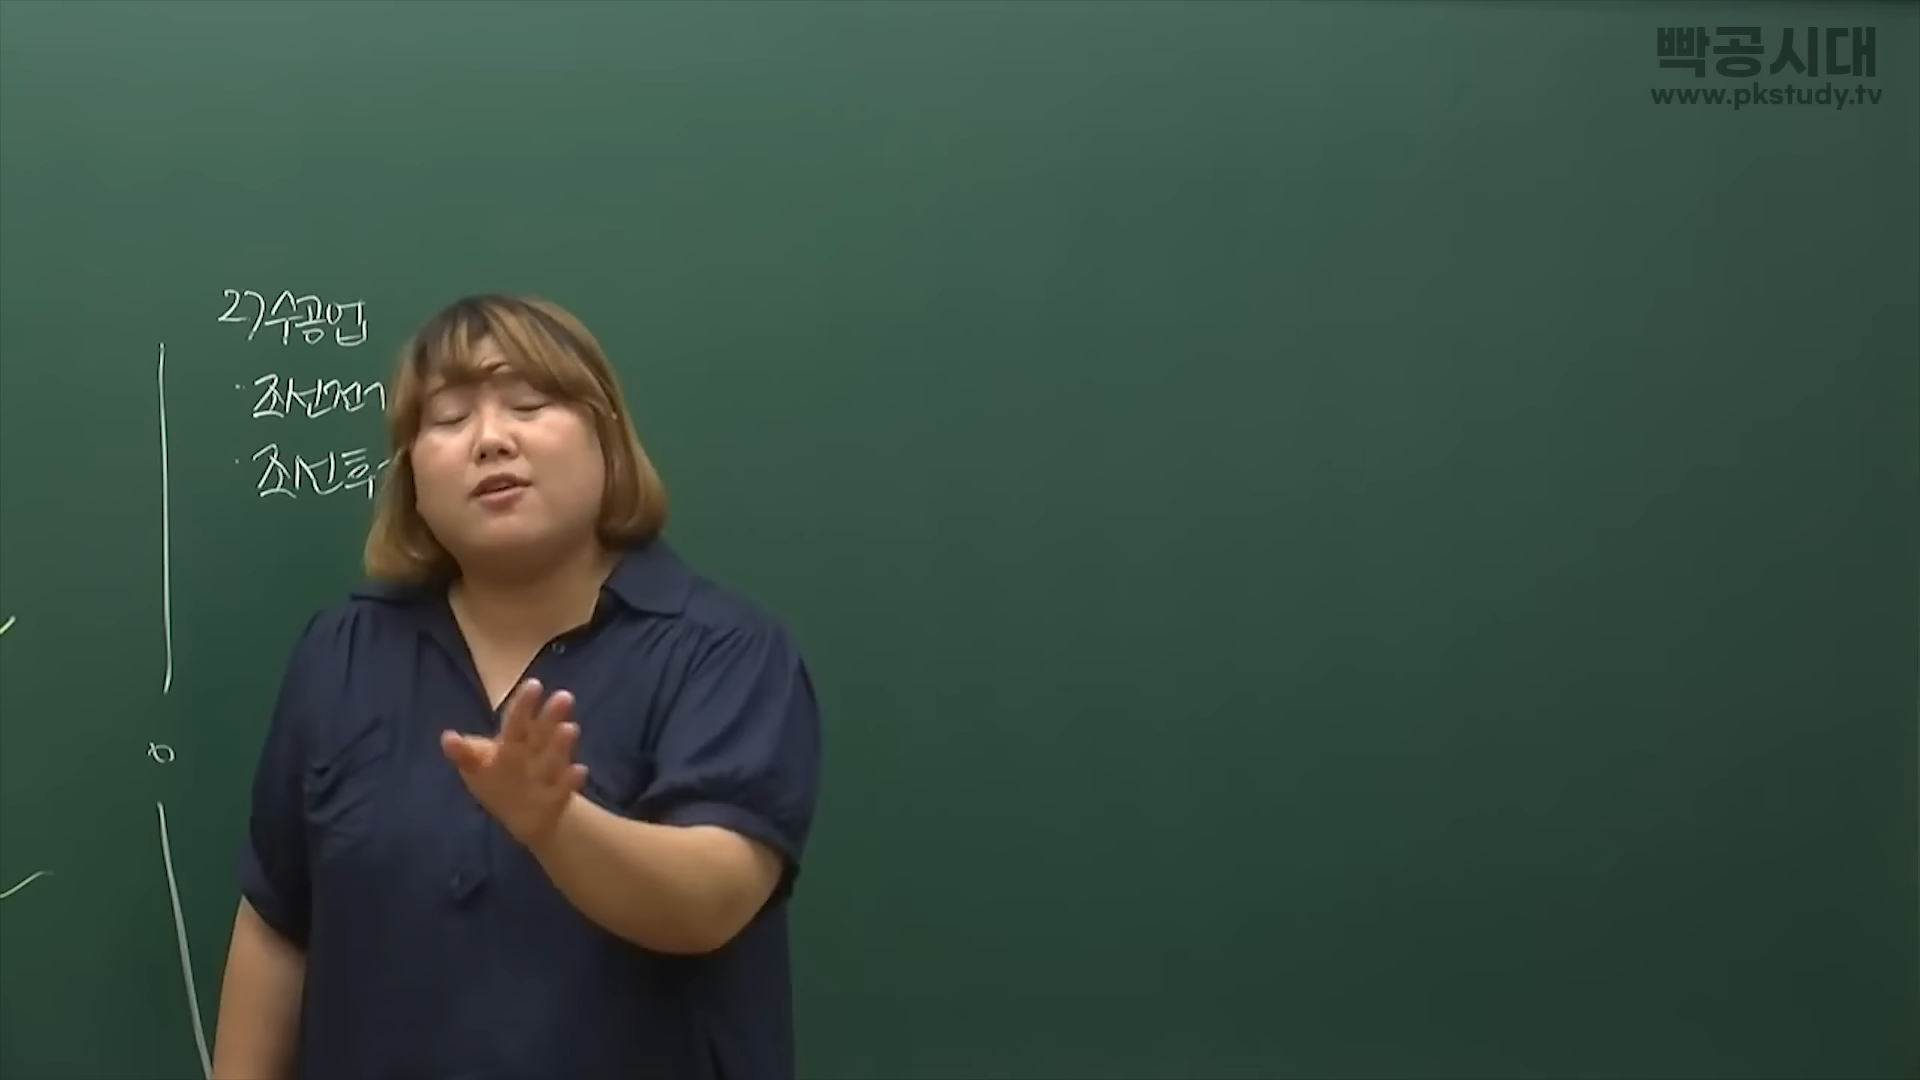 빡공시대
www.pkstudy.tv
2) 수공업
· 조선전기
· 조선후